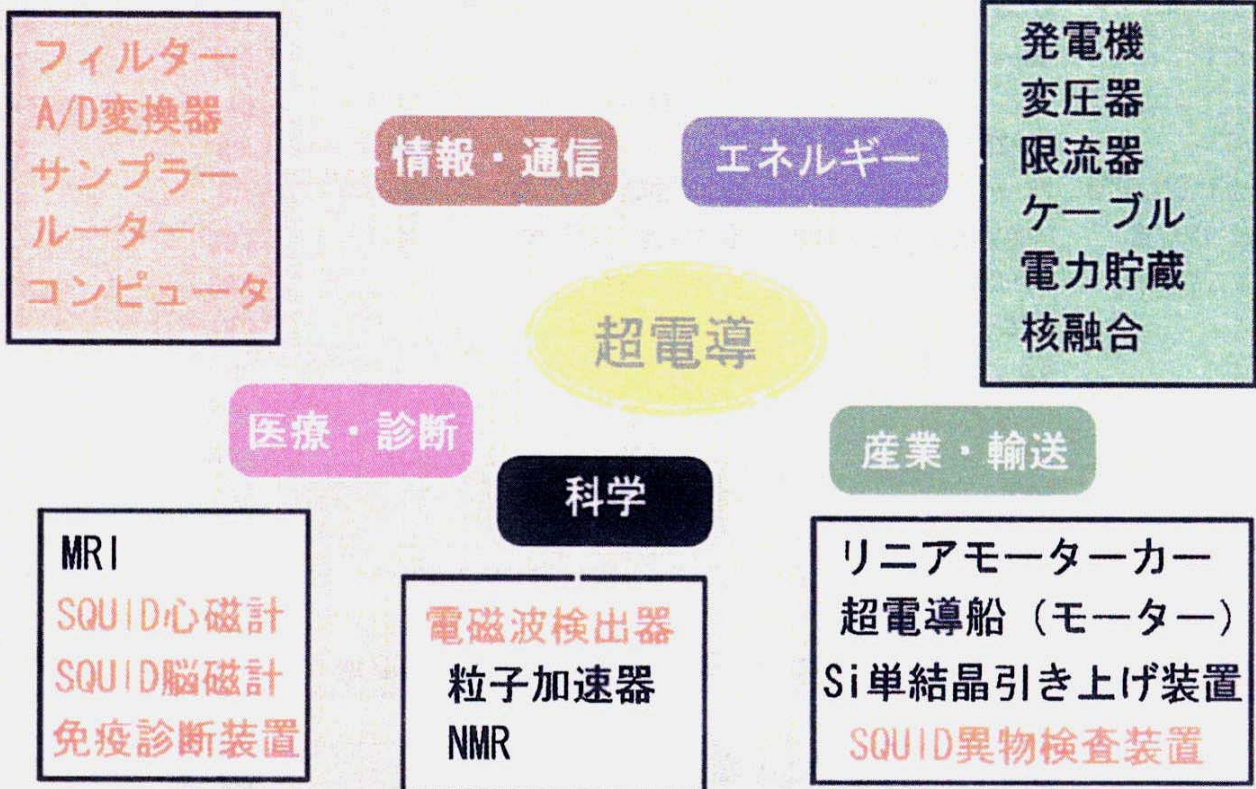 フィルター
A/D変換器
サンプラー
ルーター
コンピュータ
情報・通信
エネルギー
発電機
変圧器
限流器
ケーブル
電力貯蔵
核融合
超電導
医療・診断
科学
産業・輸送
MRI
SQUID心磁計
SQUID脳磁計
免疫診断装置
電磁波検出器
粒子加速器
NMR
リニアモーターカー
超電導船（モーター）
Si単結晶引き上げ装置
SQUID異物検査装置